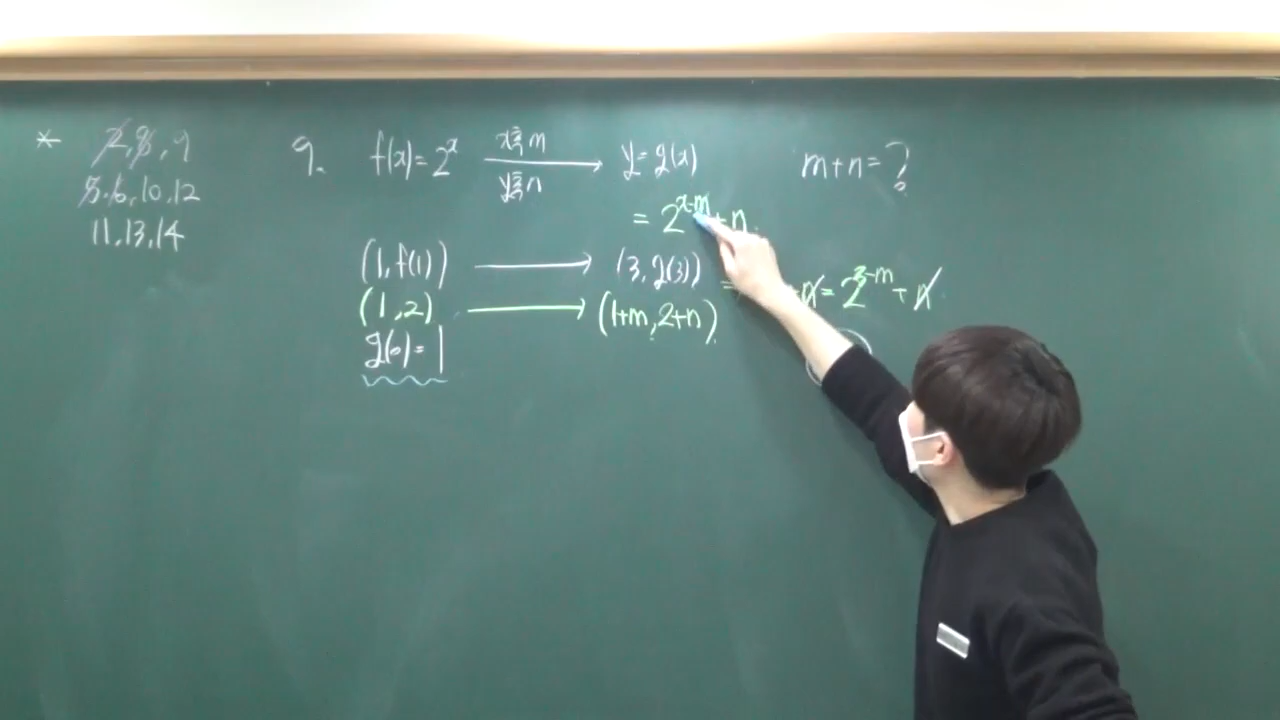 * 2, 8, 9
5, 6, 10, 12
11, 13, 14
9. f(x) = 2^x x축 m y축 n → y = g(x) m+n = ?
= 2^{x-m} + n
(1, f(1)) → (3, g(3))
= + n = 2^{3-m} + n
(1, 2) → (1+m, 2+n)
g(0) = 1